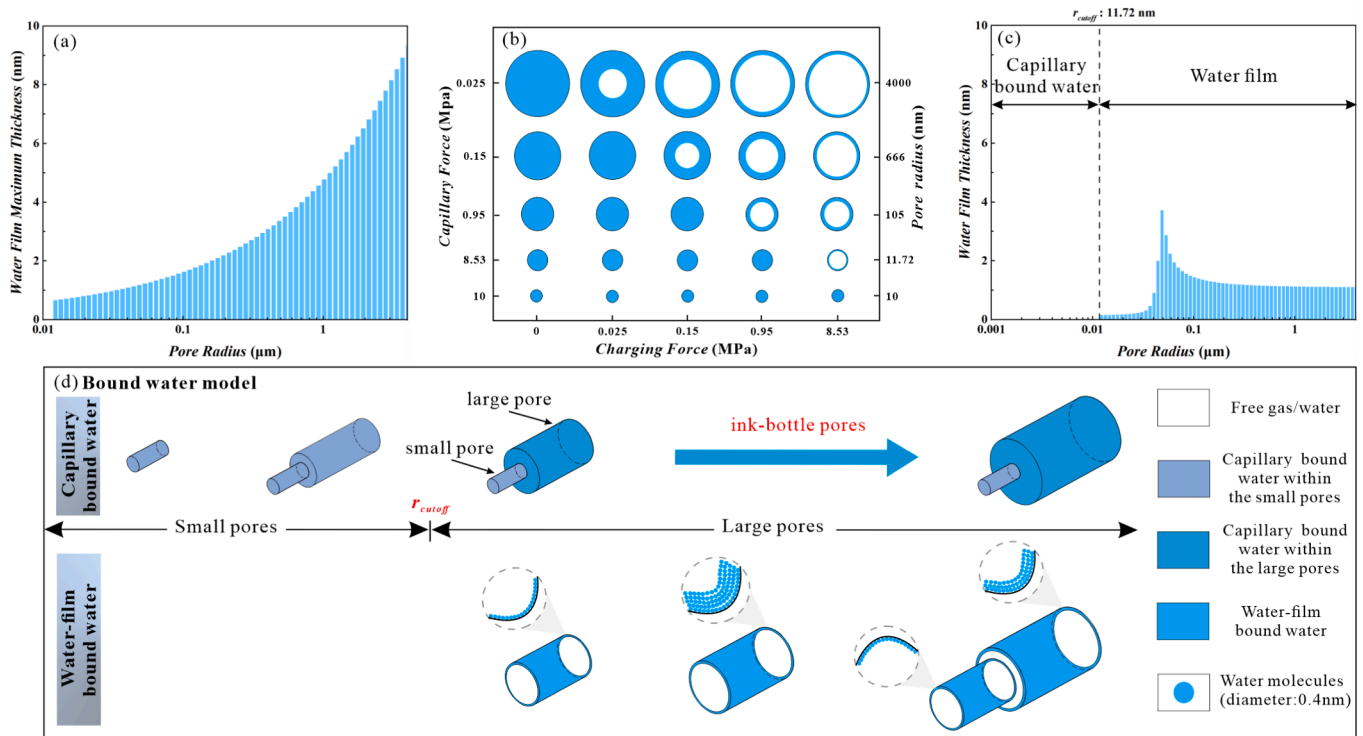 (a)
Water Film Maximum Thickness (nm)
10
8
6
4
2
0
0.01
0.1
1
Pore Radius (μm)
(b)
Capillary Force (Mpa)
0.025
0.15
0.95
8.53
10
4000
666
105
11.72
10
Pore radius (nm)
0
0.025
0.15
0.95
8.53
Charging Force (MPa)
r cutoff : 11.72 nm
(c)
Capillary
bound water
Water film
Water Film Thickness (nm)
10
8
6
4
2
0
0.001
0.01
0.1
1
Pore Radius (μm)
(d) Bound water model
Capillary
bound water
large pore
small pore
ink-bottle pores
r cutoff
Small pores
Large pores
Water-film
bound water
Free gas/water
Capillary bound
water within
the small pores
Capillary bound
water within
the large pores
Water-film
bound water
Water molecules
(diameter:0.4nm)